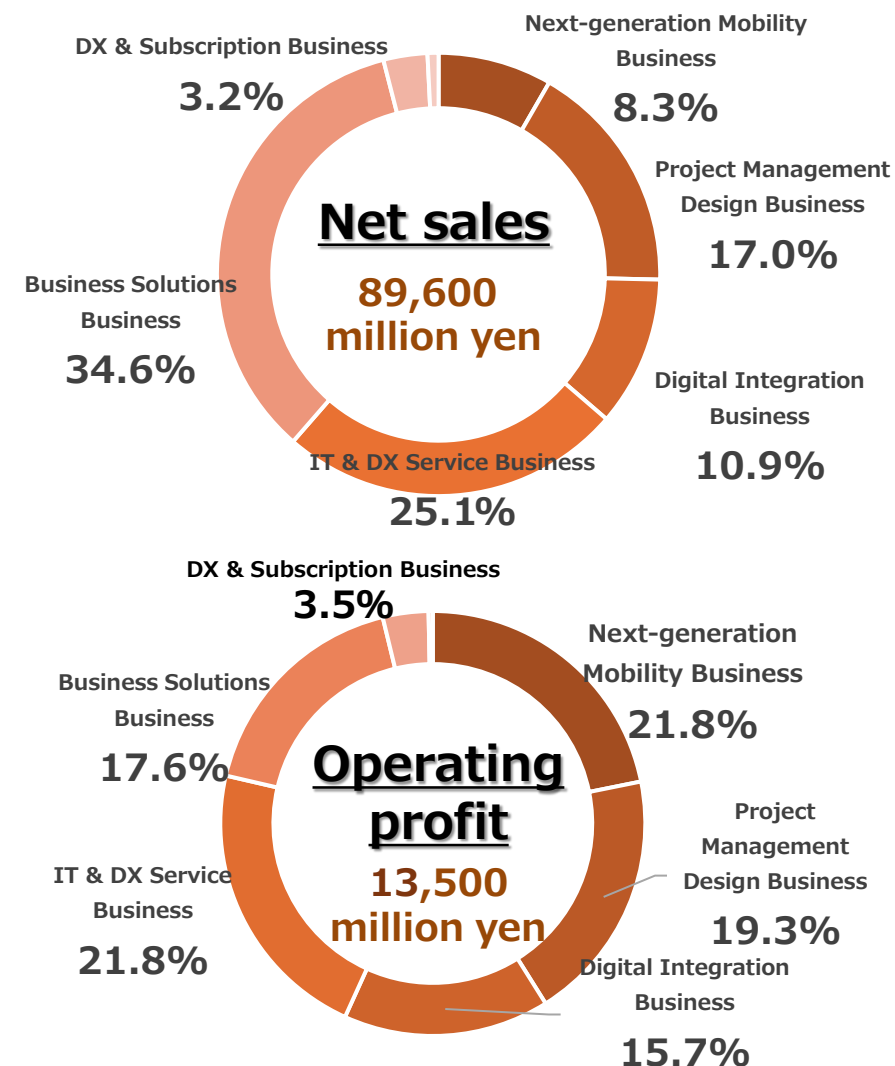 DX & Subscription Business
3.2%
Next-generation Mobility
Business
8.3%
Project Management
Design Business
17.0%
Net sales
89,600
million yen
Business Solutions
Business
34.6%
Digital Integration
Business
10.9%
IT & DX Service Business
25.1%
DX & Subscription Business
3.5%
Next-generation
Mobility Business
21.8%
Business Solutions
Business
17.6%
Operating
profit
13,500
million yen
Project
Management
Design Business
19.3%
IT & DX Service
Business
21.8%
Digital Integration
Business
15.7%